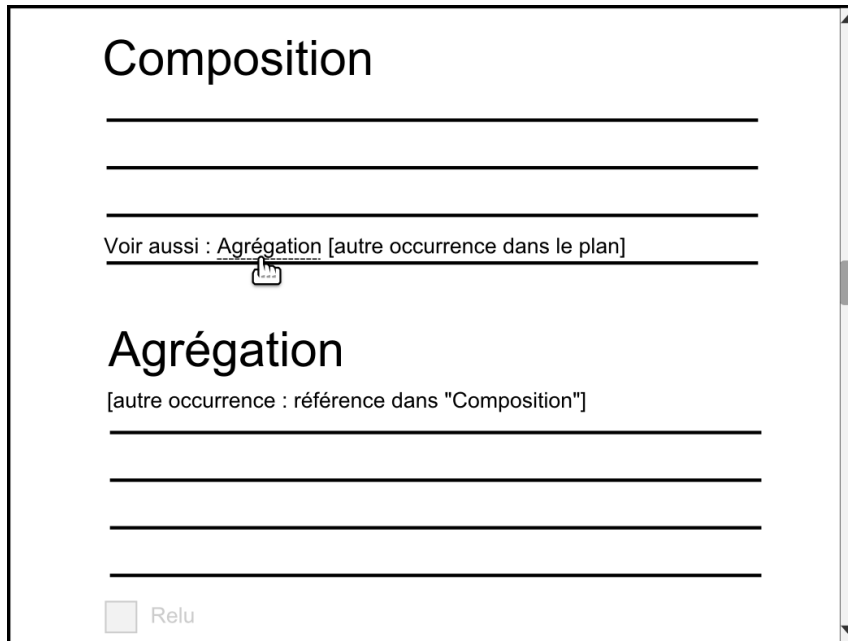 Composition
Voir aussi : Agrégation [autre occurrence dans le plan]
Agrégation
[autre occurrence : référence dans "Composition"]
Relu